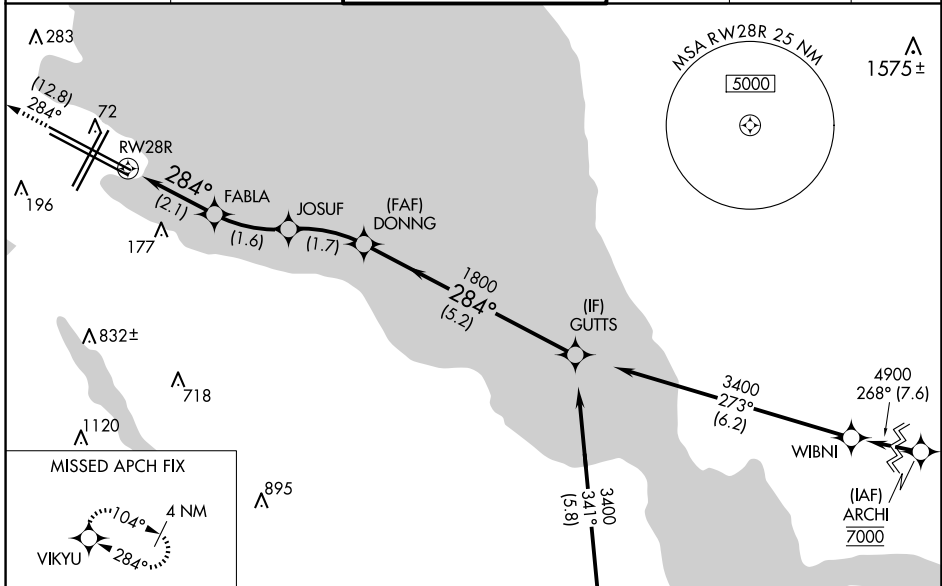 283
MSA RW28R 25 NM
5000
1575±
(12.8)
284°
72
RW28R
196
284°
(2.1)
FABLA
(1.6)
JOSUF
(1.7)
(FAF)
DONNG
177
1800
284°
(5.2)
(IF)
GUTTS
832±
718
1120
3400
273°
(6.2)
4900
268° (7.6)
WIBNI
(IAF)
ARCHI
7000
3400
341°
(5.8)
895
MISSED APCH FIX
104°
4 NM
284°
VIKYU